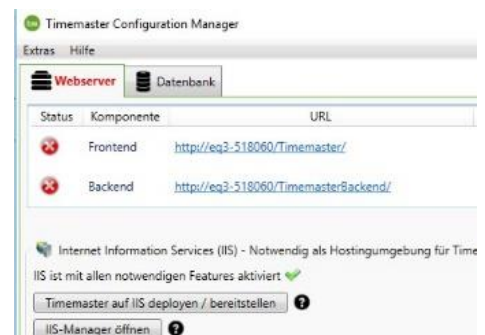 Timemaster Configuration Manager
Extras Hilfe
Webserver Datenbank
Status Komponente URL
Frontend http://eq3-518060/Timemaster/
Backend http://eq3-518060/TimemasterBackend/
Internet Information Services (IIS) - Notwendig als Hostingumgebung für Time
IIS ist mit allen notwendigen Features aktiviert
Timemaster auf IIS deployen / bereitstellen
IIS-Manager öffnen